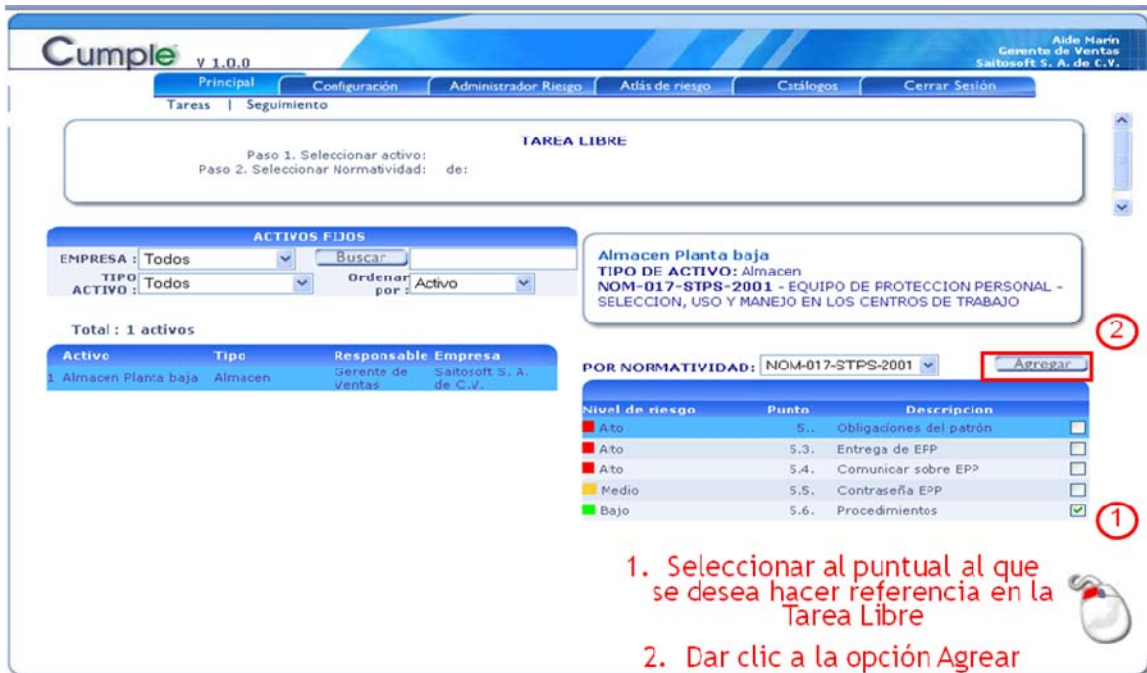 Cumple V 1.0.0
Aide Marín
Gerente de Ventas
Saitosoft S. A. de C.V.
Principal Configuración Administrador Riesgo Atlás de riesgo Catálogos Cerrar Sesión
Tareas | Seguimiento
TAREA LIBRE
Paso 1. Seleccionar activo:
Paso 2. Seleccionar Normatividad: de:
ACTIVOS FIJOS
EMPRESA : Todos Buscar
TIPO ACTIVO : Todos Ordenar por : Activo
Total : 1 activos
Activo Tipo Responsable Empresa
1 Almacen Planta baja Almacen Gerente de Ventas Saitosoft S. A. de C.V.
Almacen Planta baja
TIPO DE ACTIVO: Almacen
NOM-017-STPS-2001 - EQUIPO DE PROTECCION PERSONAL -
SELECCION, USO Y MANEJO EN LOS CENTROS DE TRABAJO
2
POR NORMATIVIDAD: NOM-017-STPS-2001 Agregar
Nivel de riesgo Punto Descripcion
Alto 5.. Obligaciones del patrón
Alto 5.3. Entrega de EPP
Alto 5.4. Comunicar sobre EPP
Medio 5.5. Contraseña EPP
Bajo 5.6. Procedimientos
1
1. Seleccionar al puntual al que
se desea hacer referencia en la
Tarea Libre
2. Dar clic a la opción Agrear